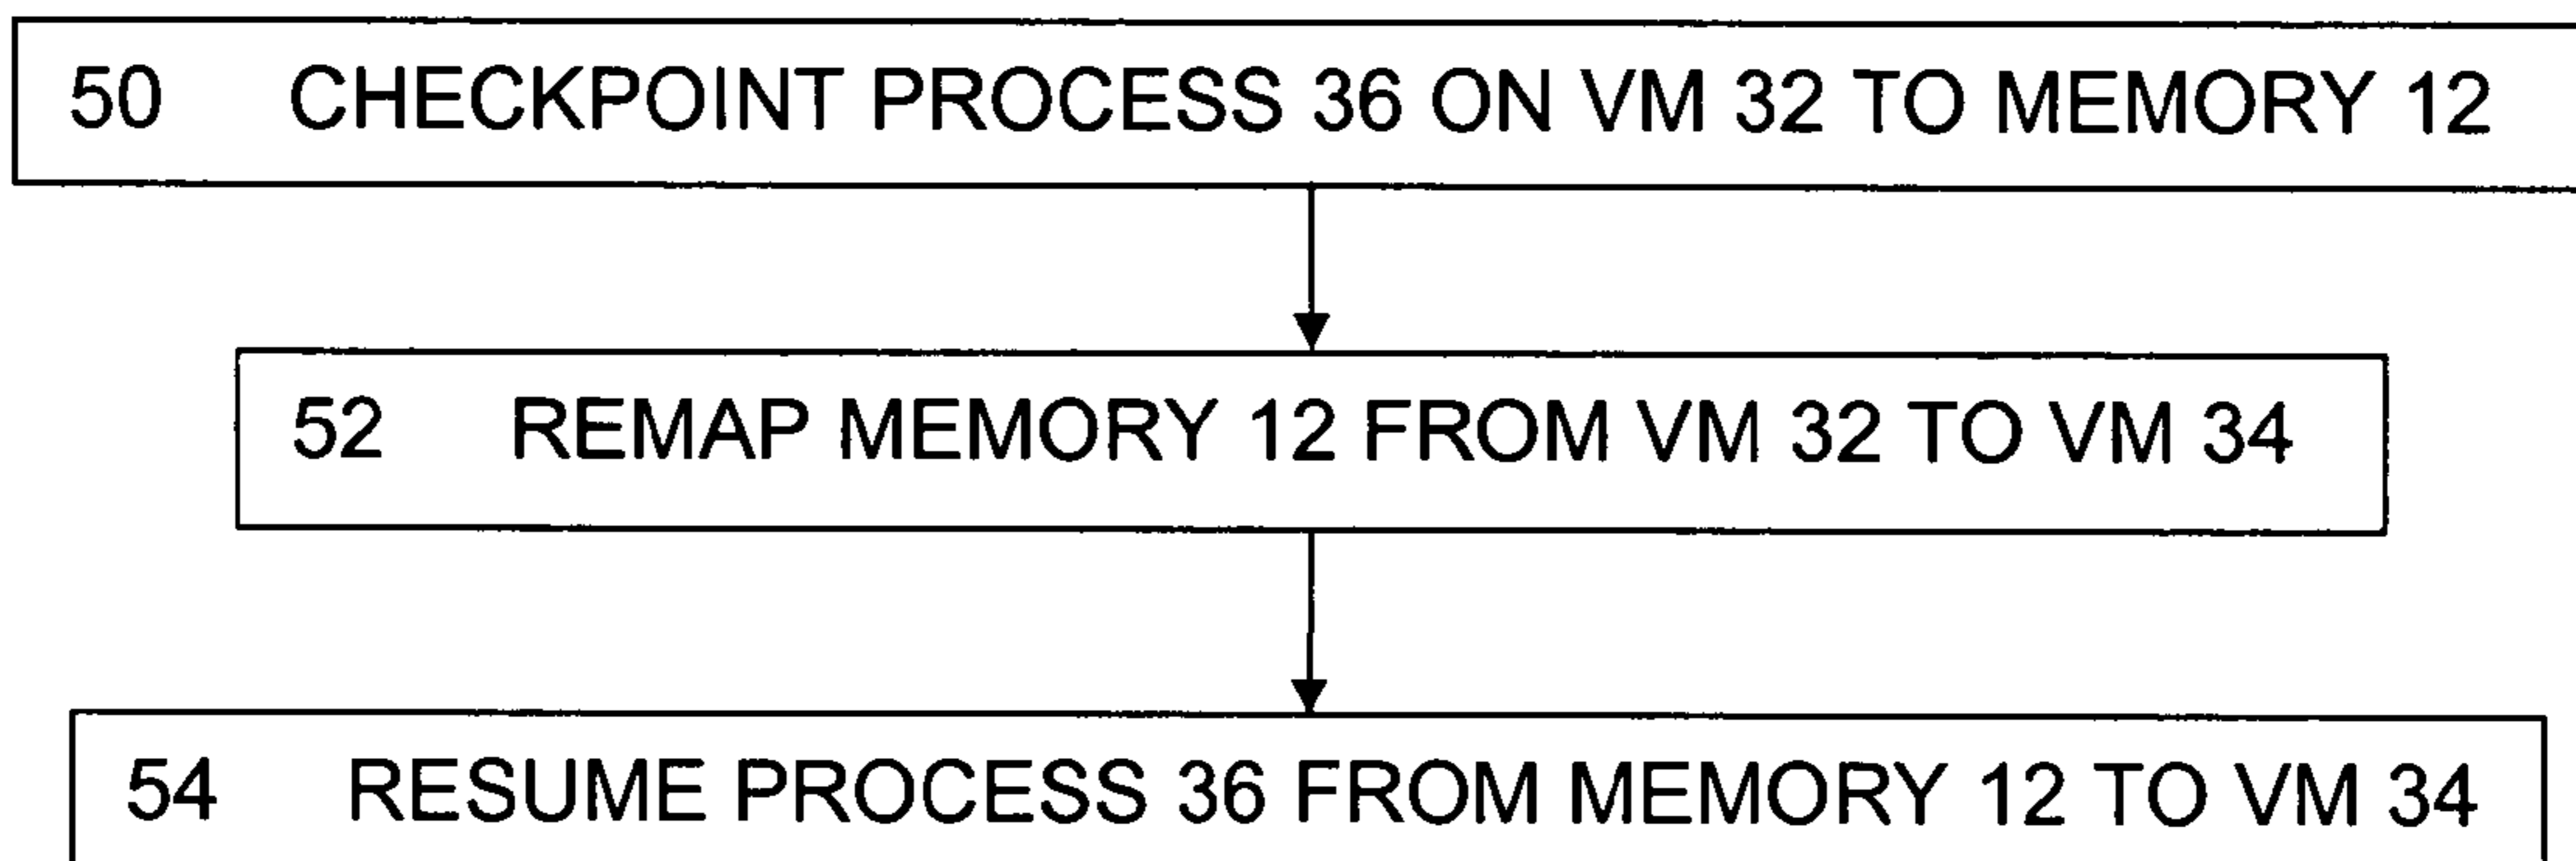 50 CHECKPOINT PROCESS 36 ON VM 32 TO MEMORY 12
52 REMAP MEMORY 12 FROM VM 32 TO VM 34
54 RESUME PROCESS 36 FROM MEMORY 12 TO VM 34